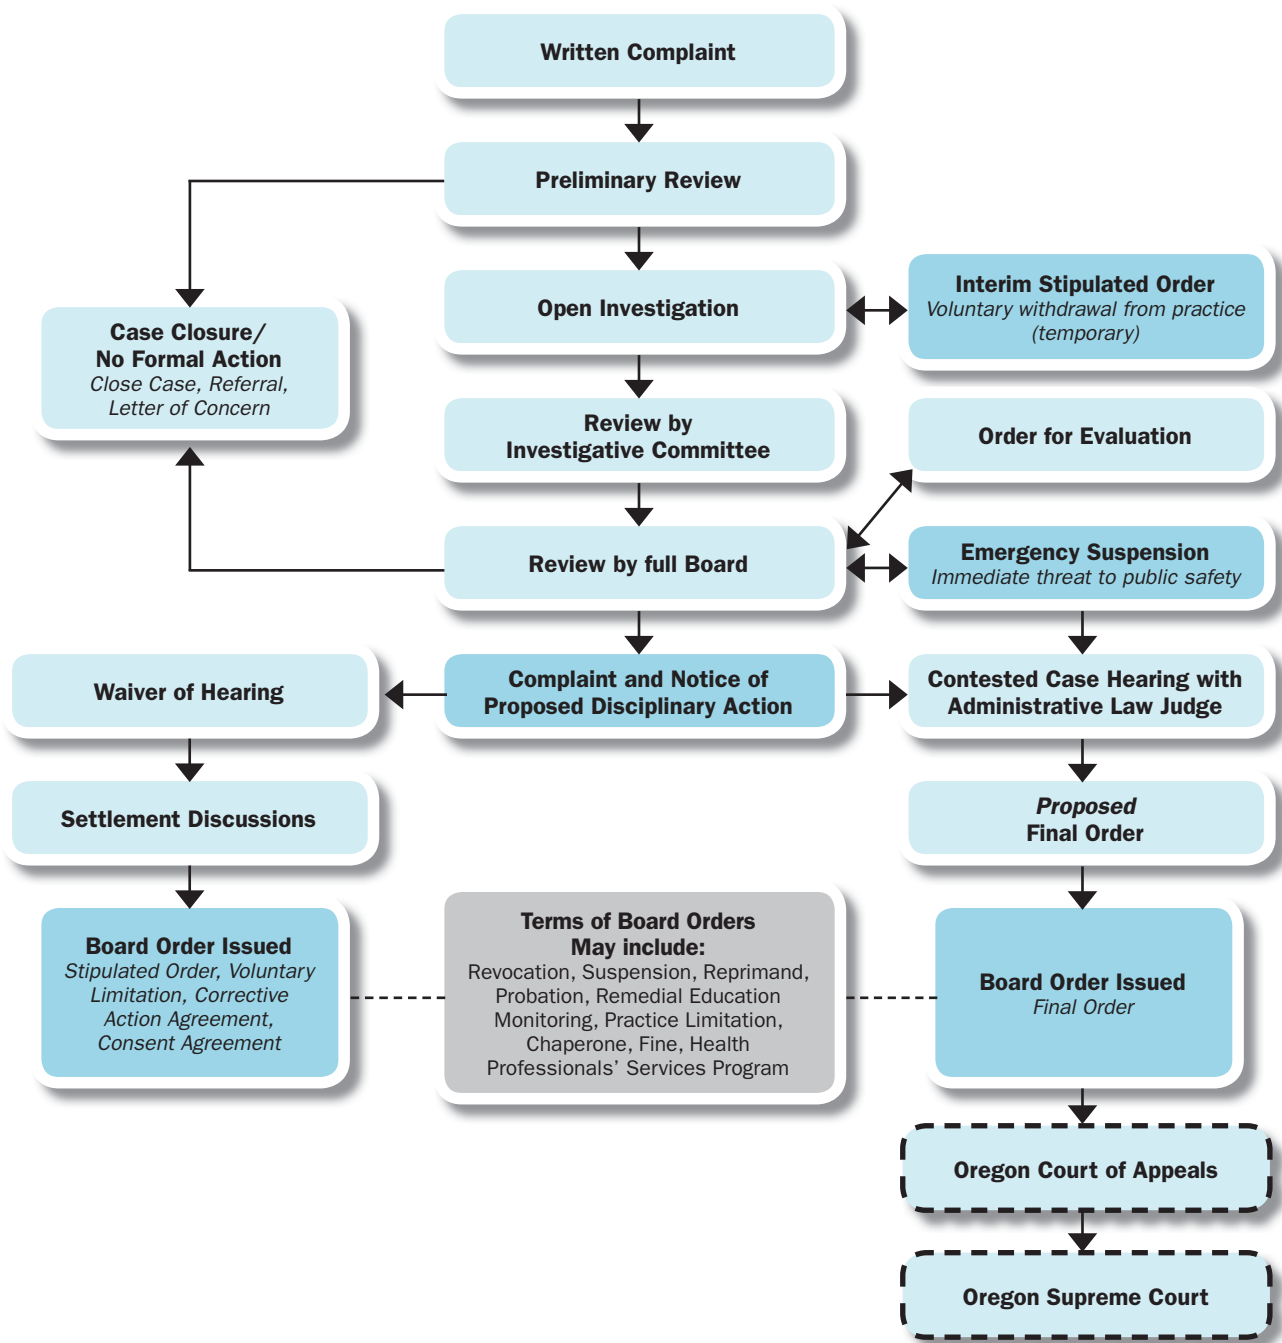 Written Complaint
Preliminary Review
Open Investigation
Interim Stipulated Order
Voluntary withdrawal from practice
(temporary)
Case Closure/
No Formal Action
Close Case, Referral,
Letter of Concern
Review by
Investigative Committee
Order for Evaluation
Review by full Board
Emergency Suspension
Immediate threat to public safety
Waiver of Hearing
Complaint and Notice of
Proposed Disciplinary Action
Contested Case Hearing with
Administrative Law Judge
Settlement Discussions
Proposed
Final Order
Board Order Issued
Stipulated Order, Voluntary
Limitation, Corrective
Action Agreement,
Consent Agreement
Terms of Board Orders
May include:
Revocation, Suspension, Reprimand,
Probation, Remedial Education
Monitoring, Practice Limitation,
Chaperone, Fine, Health
Professionals’ Services Program
Board Order Issued
Final Order
Oregon Court of Appeals
Oregon Supreme Court